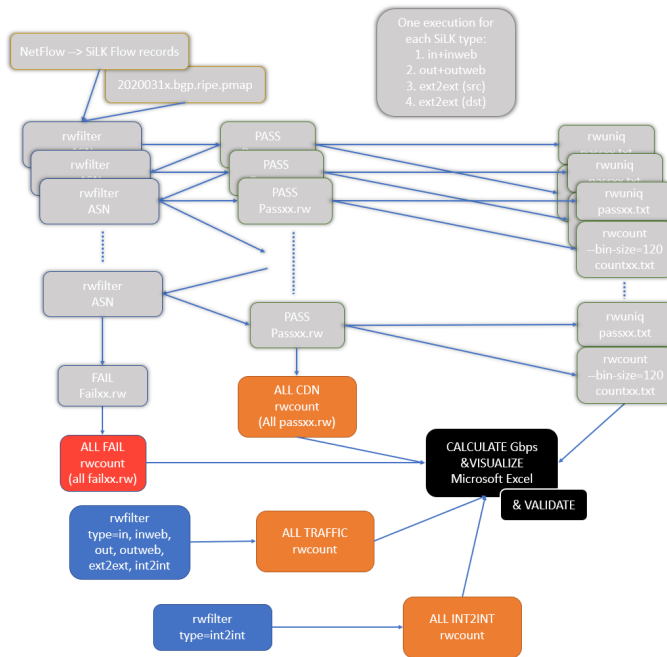 NetFlow --> SiLK Flow records
2020031x.bgp.ripe.pmap
One execution for
each SiLK type:
1. in+inweb
2. out+outweb
3. ext2ext (src)
4. ext2ext (dst)
rwfilter
rwfilter
rwfilter
ASN
PASS
PASS
PASS
Passxx.rw
rwuniq
rwuniq
rwuniq
passxx.txt
rwcount
--bin-size=120
countxx.txt
rwfilter
ASN
PASS
Passxx.rw
rwuniq
passxx.txt
rwcount
--bin-size=120
countxx.txt
FAIL
Failxx.rw
ALL CDN
rwcount
(All passxx.rw)
ALL FAIL
rwcount
(all failxx.rw)
CALCULATE Gbps
&VISUALIZE
Microsoft Excel
& VALIDATE
rwfilter
type=in, inweb,
out, outweb,
ext2ext, int2int
ALL TRAFFIC
rwcount
rwfilter
type=int2int
ALL INT2INT
rwcount